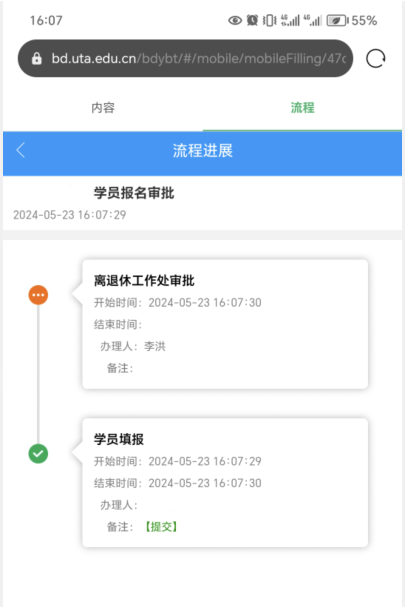 16:07
55%
bd.uta.edu.cn/bdybt/#/mobile/mobileFilling/47c
内容 流程
流程进展
学员报名审批
2024-05-23 16:07:29
离退休工作处审批
开始时间: 2024-05-23 16:07:30
结束时间:
办理人: 李洪
备注:
学员填报
开始时间: 2024-05-23 16:07:29
结束时间: 2024-05-23 16:07:30
办理人:
备注: 【提交】